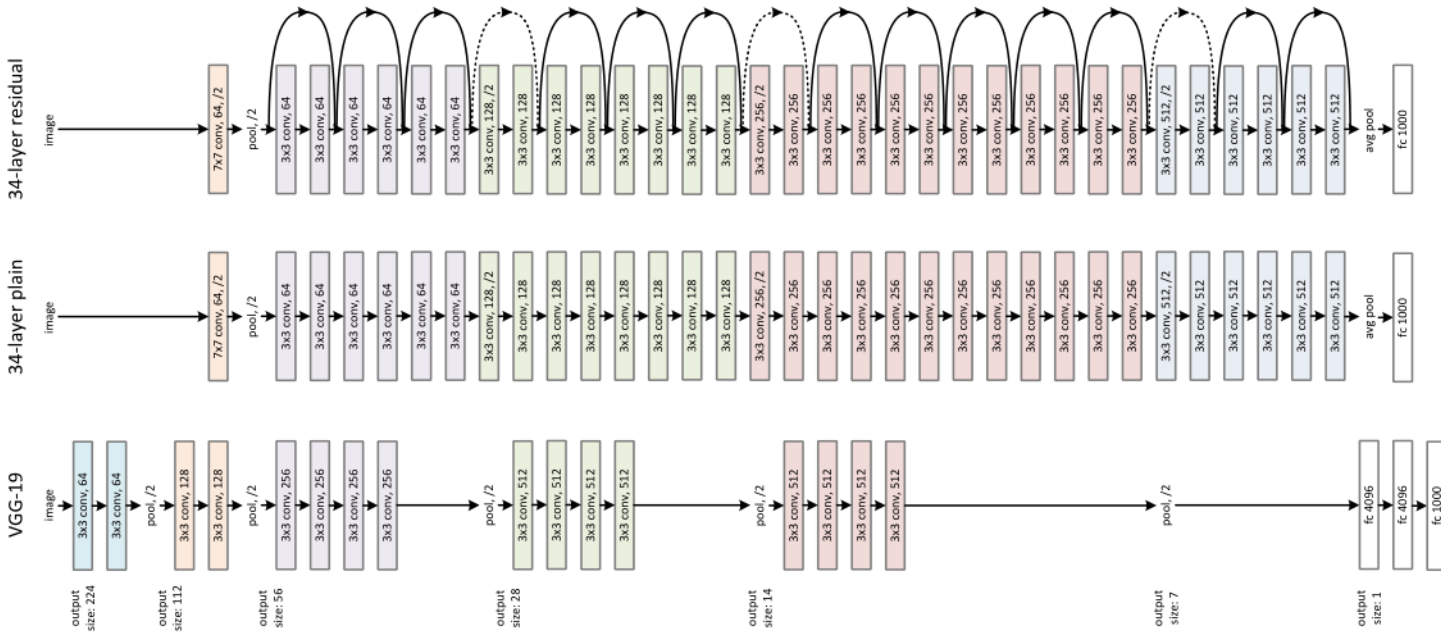 34-layer residual
image
7x7 conv, 64, /2
pool, /2
3x3 conv, 64
3x3 conv, 64
3x3 conv, 64
3x3 conv, 64
3x3 conv, 64
3x3 conv, 64
3x3 conv, 128, /2
3x3 conv, 128
3x3 conv, 128
3x3 conv, 128
3x3 conv, 128
3x3 conv, 128
3x3 conv, 128
3x3 conv, 128
3x3 conv, 256, /2
3x3 conv, 256
3x3 conv, 256
3x3 conv, 256
3x3 conv, 256
3x3 conv, 256
3x3 conv, 256
3x3 conv, 256
3x3 conv, 256
3x3 conv, 256
3x3 conv, 256
3x3 conv, 256
3x3 conv, 512, /2
3x3 conv, 512
3x3 conv, 512
3x3 conv, 512
3x3 conv, 512
3x3 conv, 512
avg pool
fc 1000
34-layer plain
image
7x7 conv, 64, /2
pool, /2
3x3 conv, 64
3x3 conv, 64
3x3 conv, 64
3x3 conv, 64
3x3 conv, 64
3x3 conv, 64
3x3 conv, 128, /2
3x3 conv, 128
3x3 conv, 128
3x3 conv, 128
3x3 conv, 128
3x3 conv, 128
3x3 conv, 128
3x3 conv, 128
3x3 conv, 256, /2
3x3 conv, 256
3x3 conv, 256
3x3 conv, 256
3x3 conv, 256
3x3 conv, 256
3x3 conv, 256
3x3 conv, 256
3x3 conv, 256
3x3 conv, 256
3x3 conv, 256
3x3 conv, 256
3x3 conv, 512, /2
3x3 conv, 512
3x3 conv, 512
3x3 conv, 512
3x3 conv, 512
3x3 conv, 512
avg pool
fc 1000
VGG-19
image
3x3 conv, 64
3x3 conv, 64
pool, /2
3x3 conv, 128
3x3 conv, 128
pool, /2
3x3 conv, 256
3x3 conv, 256
3x3 conv, 256
3x3 conv, 256
pool, /2
3x3 conv, 512
3x3 conv, 512
3x3 conv, 512
3x3 conv, 512
pool, /2
3x3 conv, 512
3x3 conv, 512
3x3 conv, 512
3x3 conv, 512
pool, /2
fc 4096
fc 4096
fc 1000
output
size: 224
output
size: 112
output
size: 56
output
size: 28
output
size: 14
output
size: 7
output
size: 1